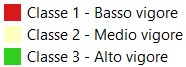 Classe 1 - Basso vigore
Classe 2 - Medio vigore
Classe 3 - Alto vigore